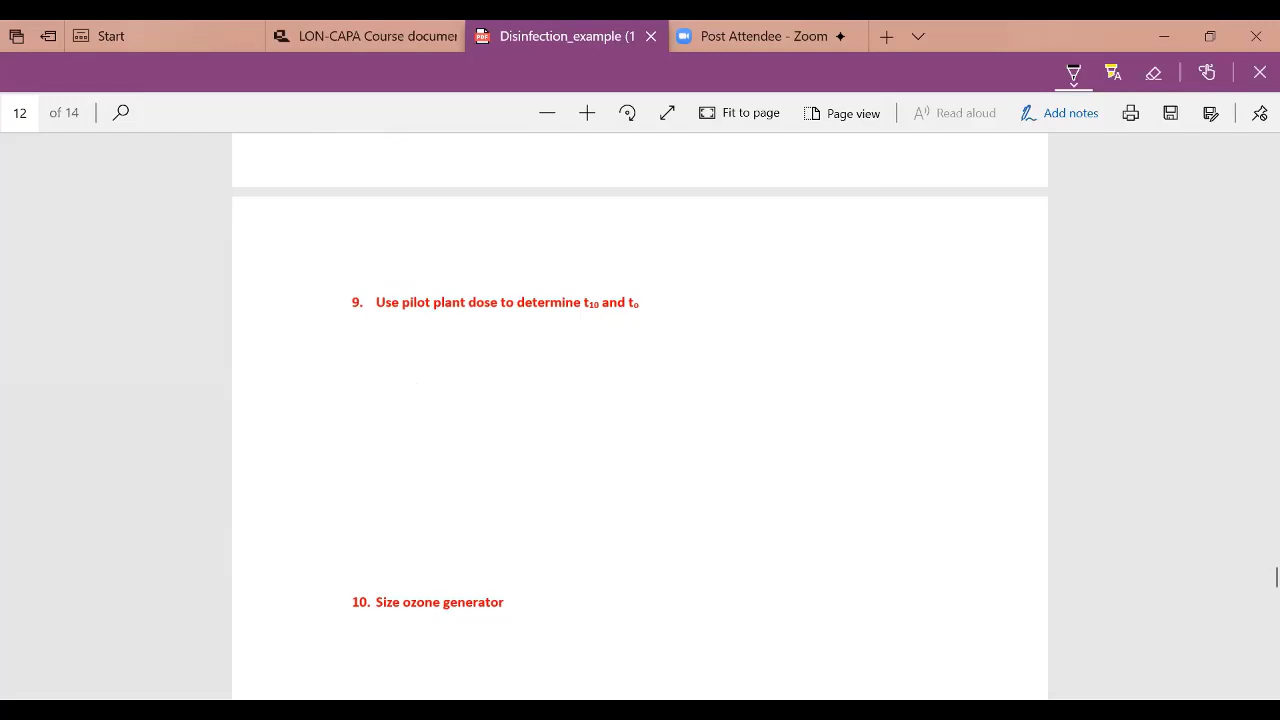 Start
LON-CAPA Course documer
Disinfection_example (1
Post Attendee - Zoom
12 of 14
Fit to page
Page view
Read aloud
Add notes
9. Use pilot plant dose to determine t₁₀ and tₒ
10. Size ozone generator